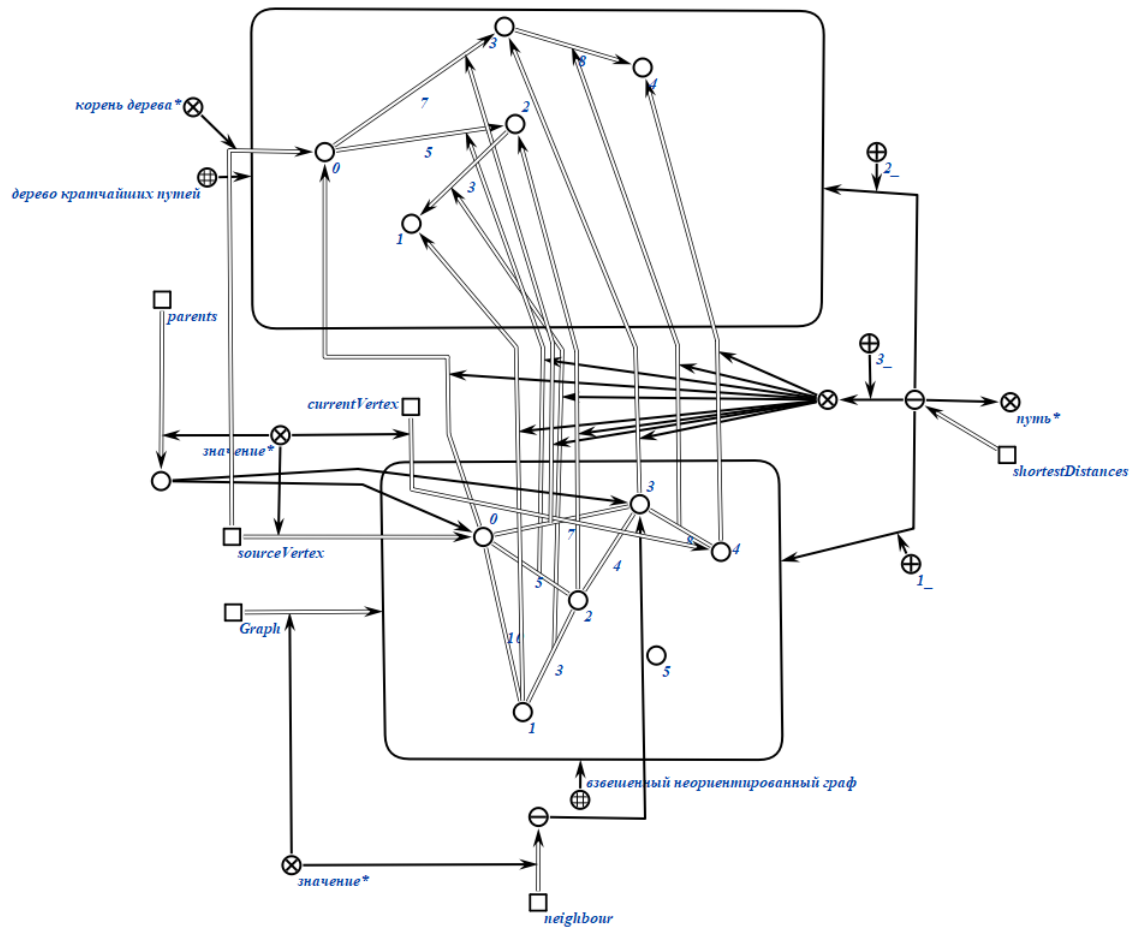 3
8
4
корень дерева*
7
2
5
0
2_
дерево кратчайших путей
3
1
parents
3_
currentVertex
путь*
значение*
shortestDistances
3
0
7
8
4
sourceVertex
5
4
1_
2
Graph
10
3
5
1
взвешенный неориентированный граф
значение*
neighbour